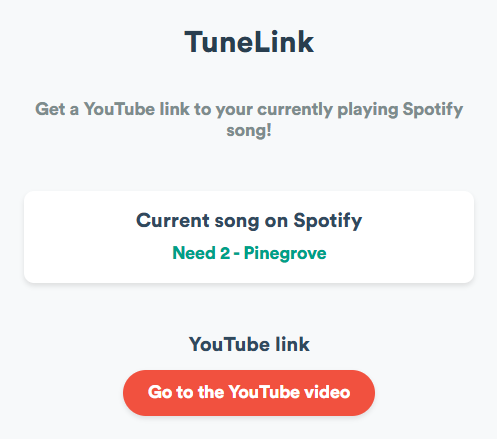 TuneLink
Get a YouTube link to your currently playing Spotify
song!
Current song on Spotify
Need 2 - Pinegrove
YouTube link
Go to the YouTube video